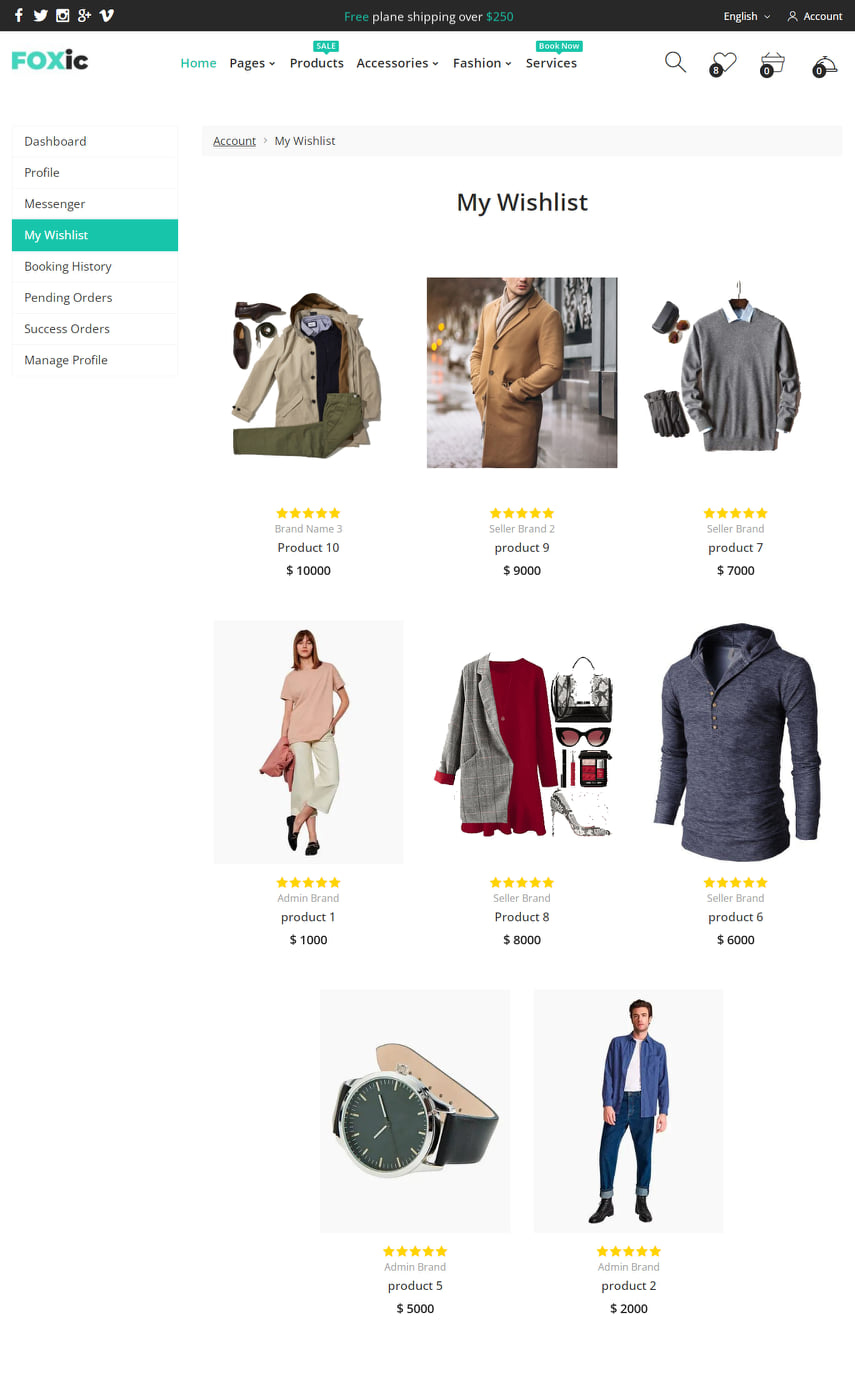 Free plane shipping over $250
English
Account
FOXic
SALE
Book Now
Home Pages Products Accessories Fashion Services
8
0
0
Dashboard
Profile
Messenger
My Wishlist
Booking History
Pending Orders
Success Orders
Manage Profile
Account > My Wishlist
My Wishlist
Brand Name 3
Product 10
$ 10000
Seller Brand 2
product 9
$ 9000
Seller Brand
product 7
$ 7000
Admin Brand
product 1
$ 1000
Seller Brand
Product 8
$ 8000
Seller Brand
product 6
$ 6000
Admin Brand
product 5
$ 5000
Admin Brand
product 2
$ 2000